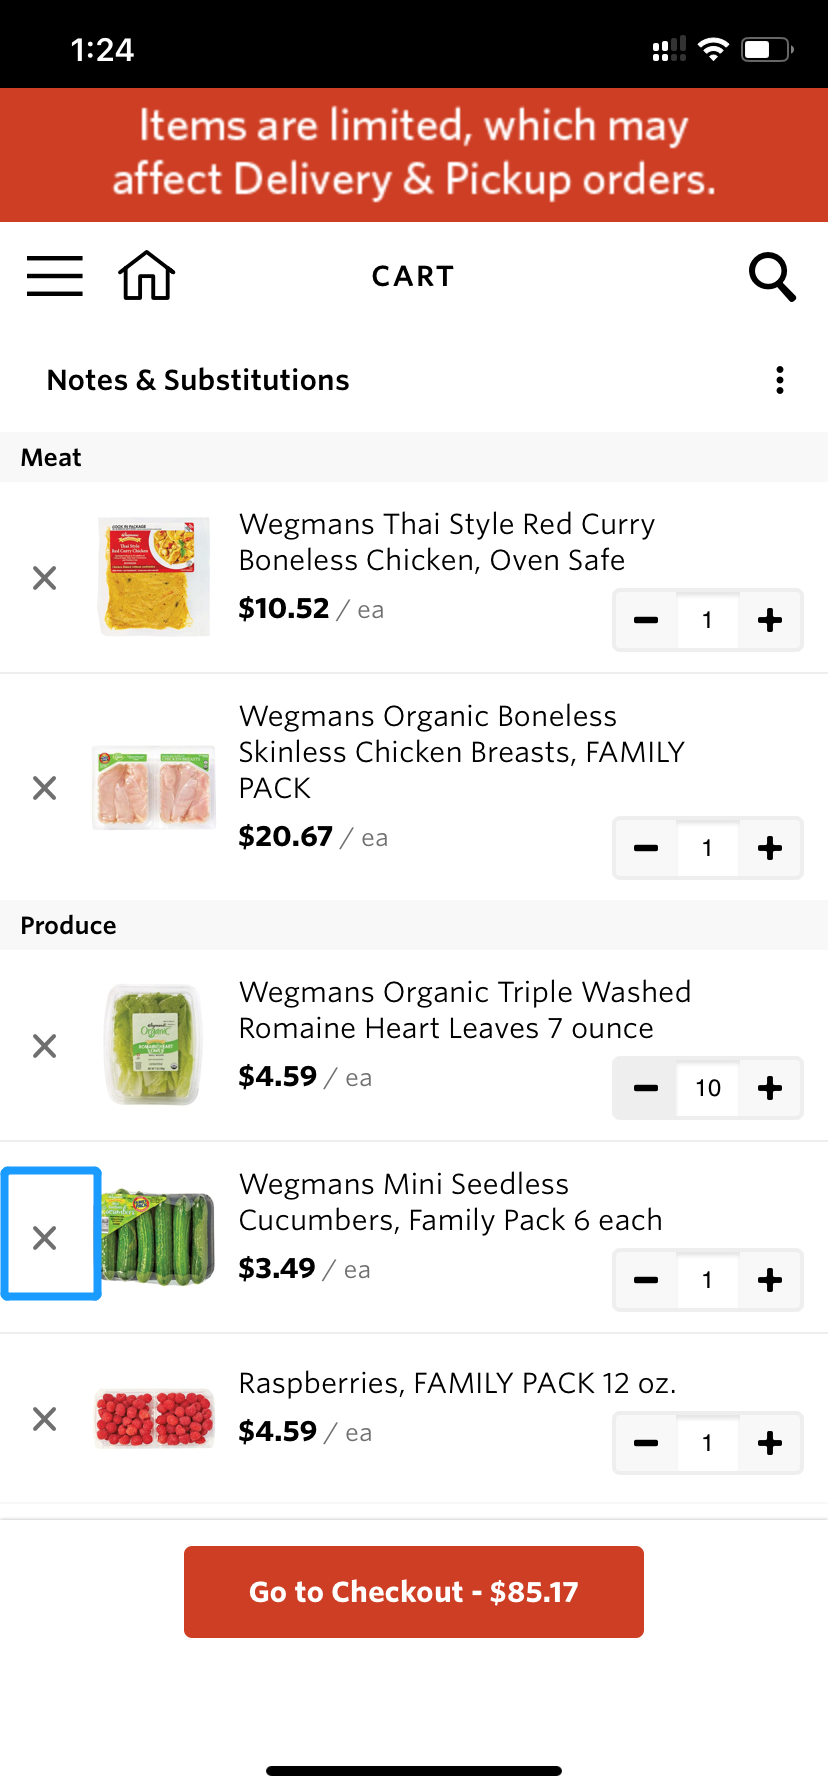 1:24
Items are limited, which may
affect Delivery & Pickup orders.
CART
Notes & Substitutions
Meat
Wegmans Thai Style Red Curry
Boneless Chicken, Oven Safe
$10.52 / ea
1
Wegmans Organic Boneless
Skinless Chicken Breasts, FAMILY
PACK
$20.67 / ea
1
Produce
Wegmans Organic Triple Washed
Romaine Heart Leaves 7 ounce
$4.59 / ea
10
Wegmans Mini Seedless
Cucumbers, Family Pack 6 each
$3.49 / ea
1
Raspberries, FAMILY PACK 12 oz.
$4.59 / ea
1
Go to Checkout - $85.17